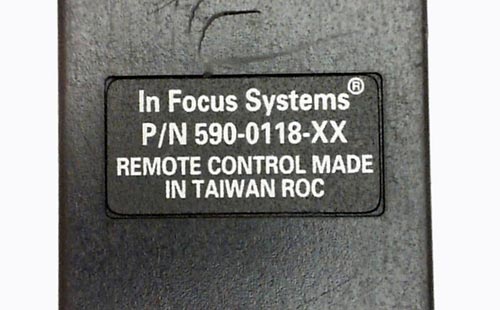 In Focus Systems®
P/N 590-0118-XX
REMOTE CONTROL MADE
IN TAIWAN ROC